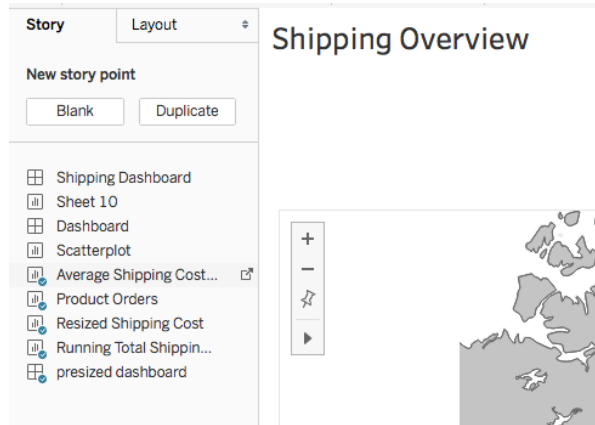 Story
Layout
Shipping Overview
New story point
Blank
Duplicate
Shipping Dashboard
Sheet 10
Dashboard
Scatterplot
Average Shipping Cost...
Product Orders
Resized Shipping Cost
Running Total Shippin...
presized dashboard